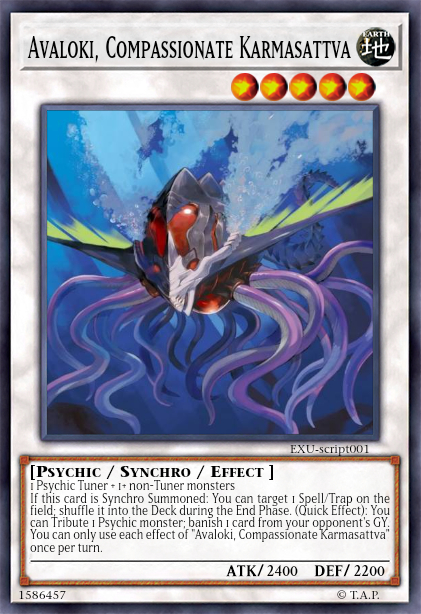 AVALOKI, COMPASSIONATE KARMASATTVA
EARTH
地
EXU-script001
[PSYCHIC / SYNCHRO / EFFECT ]
1 Psychic Tuner + 1+ non-Tuner monsters
If this card is Synchro Summoned: You can target 1 Spell/Trap on the
field; shuffle it into the Deck during the End Phase. (Quick Effect): You
can Tribute 1 Psychic monster; banish 1 card from your opponent's GY.
You can only use each effect of "Avaloki, Compassionate Karmasattva"
once per turn.
ATK/ 2400 DEF/ 2200
1586457 © T.A.P.